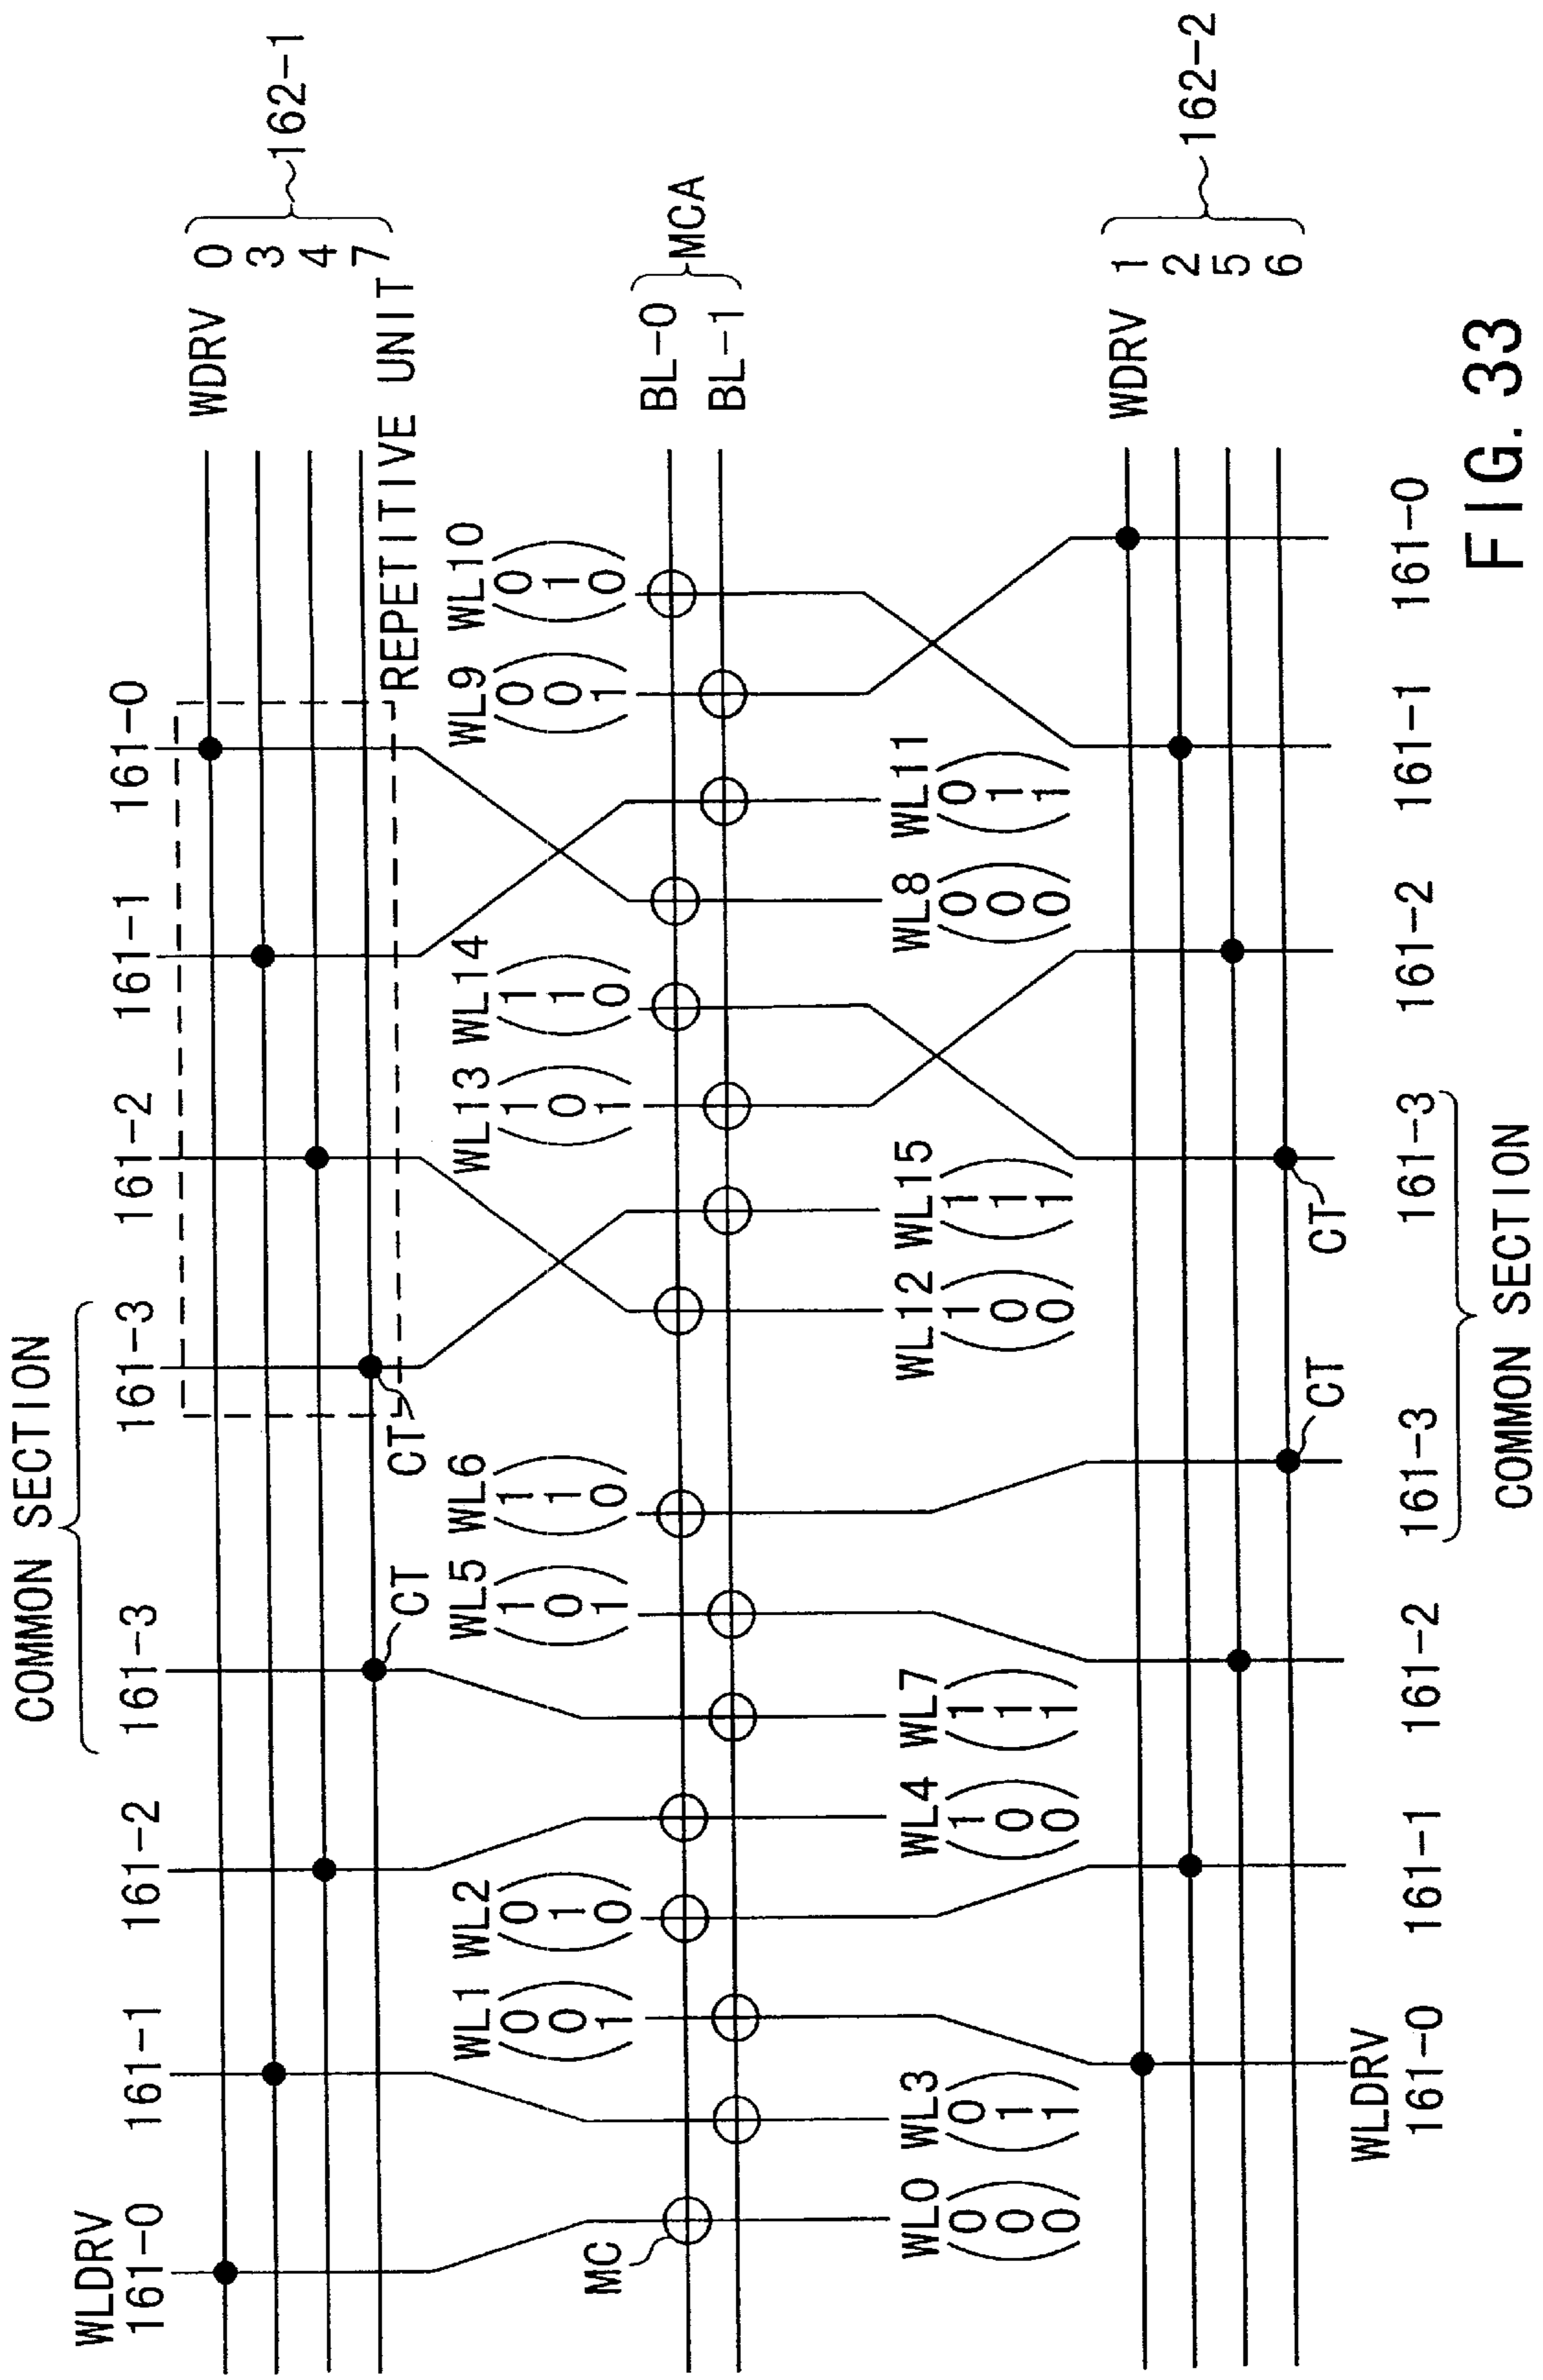 COMMON SECTION
WLDRV
161-0 161-1 161-2 161-3 161-3 161-2 161-1 161-0
WDRV 0
3
162-1
4
7
REPETITIVE UNIT
CT CT
WL1 WL2 WL5 WL6 WL13 WL14 WL9 WL10
(0) (0) (1) (1) (1) (1) (0) (0)
(0) (1) (0) (1) (0) (1) (0) (1)
(1) (0) (1) (0) (1) (0) (1) (0)
MC
BL-0
MCA
BL-1
WL0 WL3 WL4 WL7 WL12 WL15 WL8 WL11
(0) (0) (1) (1) (1) (1) (0) (0)
(0) (1) (0) (1) (0) (1) (0) (1)
(0) (1) (0) (1) (0) (1) (0) (1)
WDRV 1
2
162-2
5
6
CT CT
WLDRV
161-0 161-1 161-2 161-3 161-3 161-2 161-1 161-0
COMMON SECTION
FIG. 33